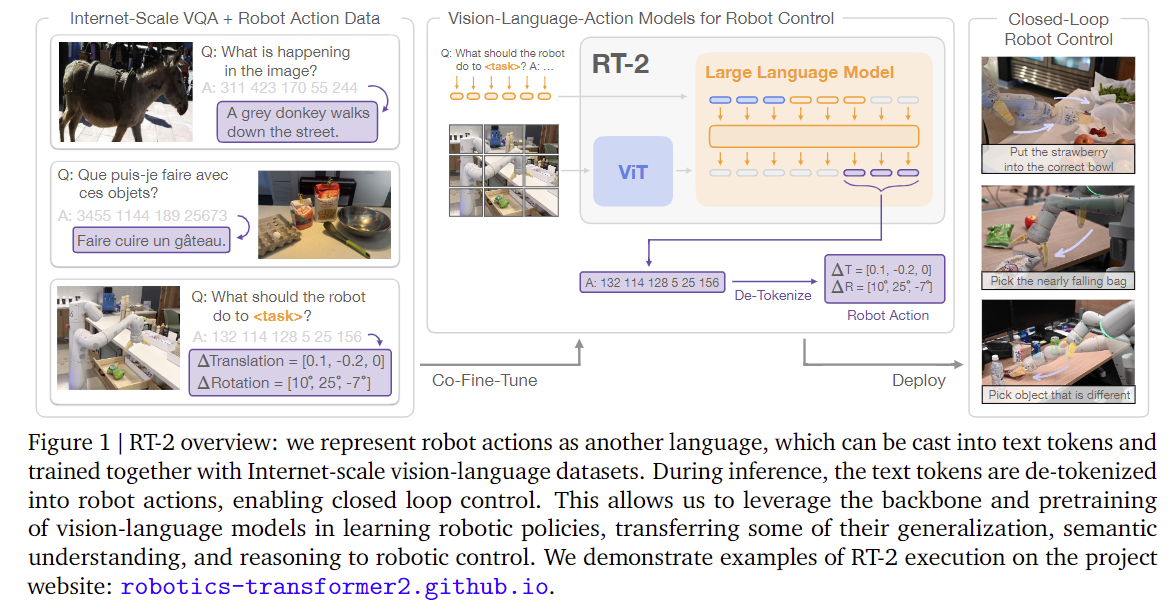 Internet-Scale VQA + Robot Action Data
Q: What is happening
in the image?
A: 311 423 170 55 244
A grey donkey walks
down the street.
Q: Que puis-je faire avec
ces objets?
A: 3455 1144 189 25673
Faire cuire un gâteau.
Q: What should the robot
do to <task>?
A: 132 114 128 5 25 156
ΔTranslation = [0.1, -0.2, 0]
ΔRotation = [10°, 25°, -7°]
Co-Fine-Tune
Vision-Language-Action Models for Robot Control
Q: What should the robot
do to <task>? A: ...
RT-2
Large Language Model
ViT
A: 132 114 128 5 25 156
De-Tokenize
ΔT = [0.1, -0.2, 0]
ΔR = [10°, 25°, -7°]
Robot Action
Deploy
Closed-Loop
Robot Control
Put the strawberry
into the correct bowl
Pick the nearly falling bag
Pick object that is different
Figure 1 | RT-2 overview: we represent robot actions as another language, which can be cast into text tokens and
trained together with Internet-scale vision-language datasets. During inference, the text tokens are de-tokenized
into robot actions, enabling closed loop control. This allows us to leverage the backbone and pretraining
of vision-language models in learning robotic policies, transferring some of their generalization, semantic
understanding, and reasoning to robotic control. We demonstrate examples of RT-2 execution on the project
website: robotics-transformer2.github.io.